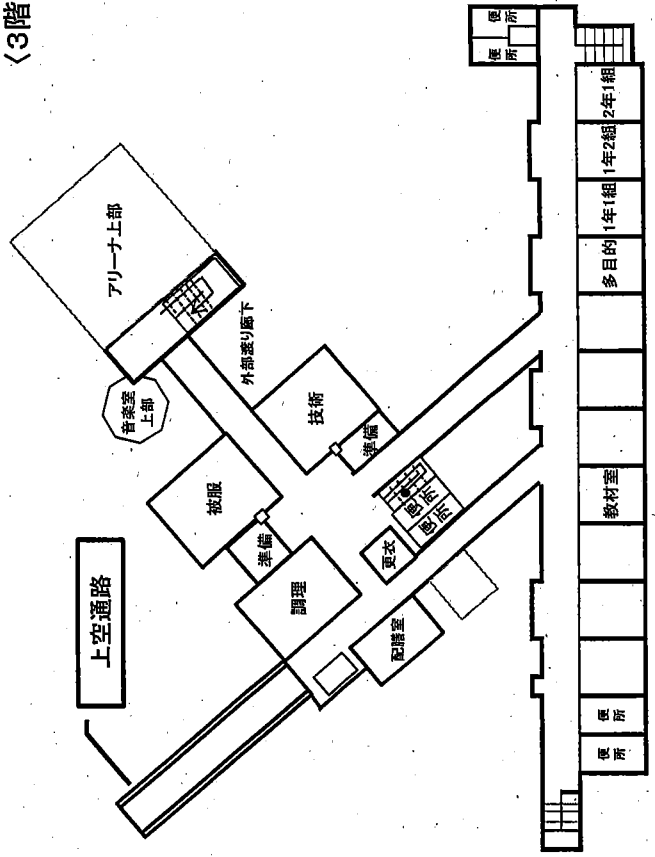 〈3階
便所
便所
2年1組
1年2組
1年1組
多目的
教材室
便所
便所
アリーナ上部
外部渡り廊下
音楽室
上部
技術
準備
被服
準備
調理
便所
便所
更衣
配膳室
上空通路